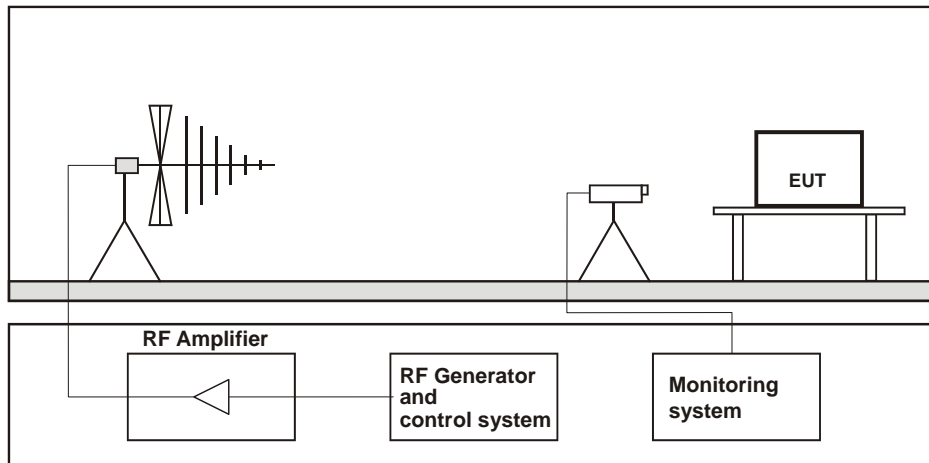 EUT
RF Amplifier
RF Generator
and
control system
Monitoring
system